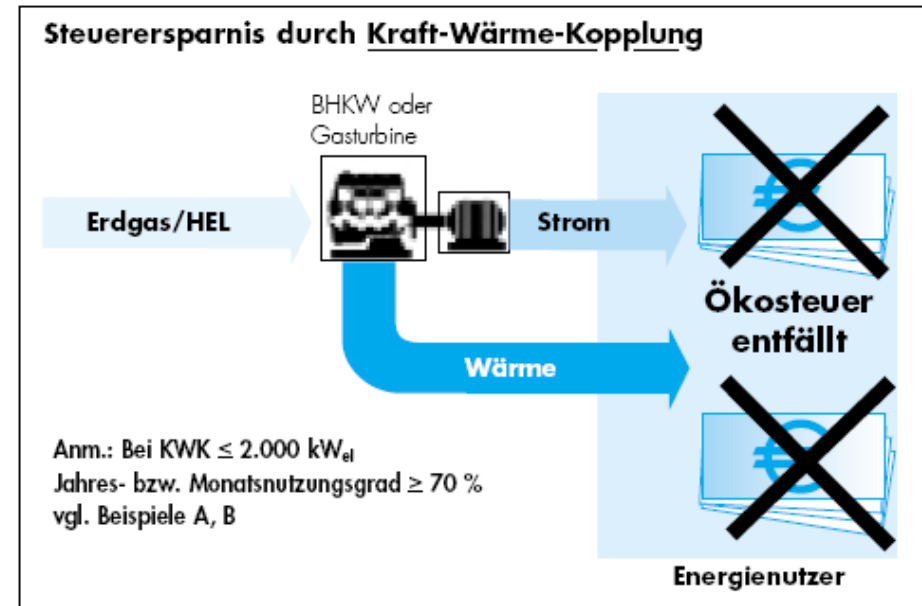 Steuerersparnis durch Kraft-Wärme-Kopplung
BHKW oder
Gasturbine
Erdgas/HEL
Strom
€
Ökosteuer
entfällt
Wärme
€
Anm.: Bei KWK ≤ 2.000 kWel
Jahres- bzw. Monatsnutzungsgrad ≥ 70 %
vgl. Beispiele A, B
Energienutzer